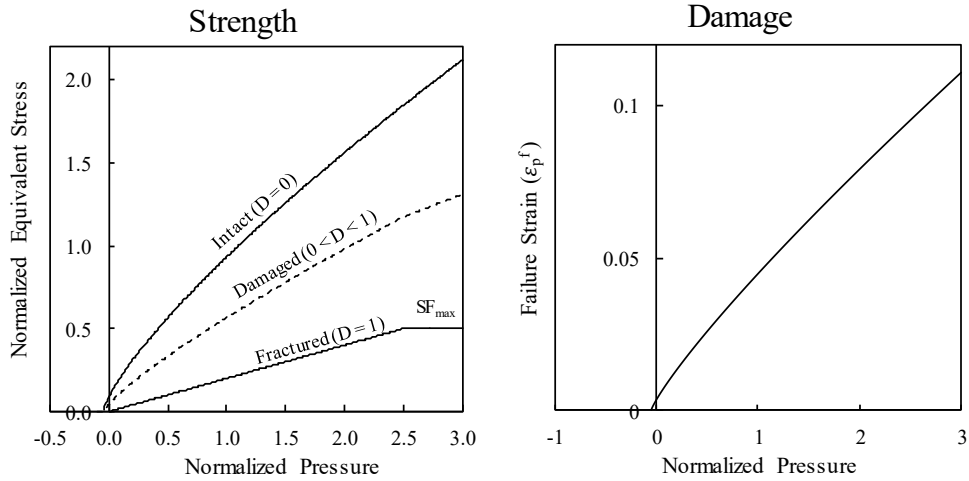 Strength
Normalized Equivalent Stress
2.0
1.5
1.0
0.5
0.0
Intact (D = 0)
Damaged (0 < D < 1)
SFmax
Fractured (D = 1)
-0.5 0.0 0.5 1.0 1.5 2.0 2.5 3.0
Normalized Pressure
Damage
Failure Strain (εpf)
0.1
0.05
0
-1 0 1 2 3
Normalized Pressure